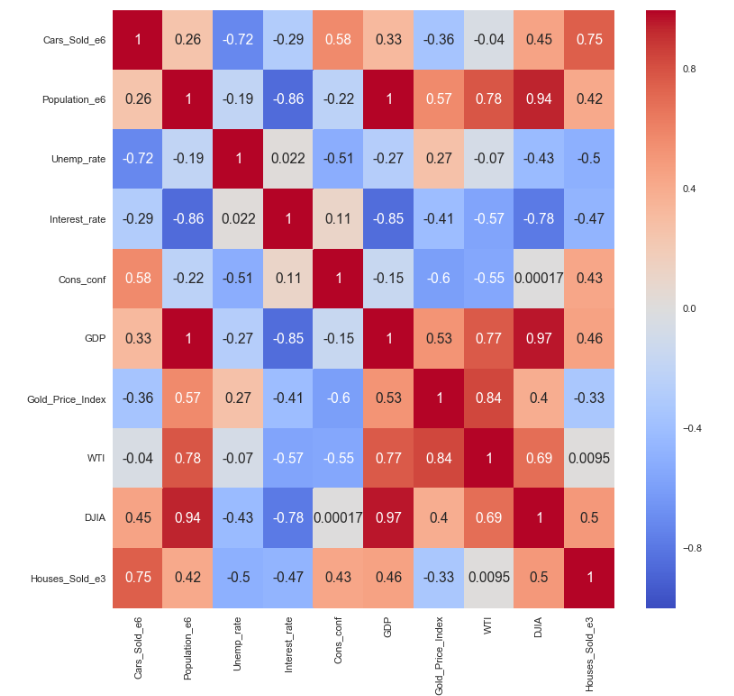 Cars_Sold_e6 1 0.26 -0.72 -0.29 0.58 0.33 -0.36 -0.04 0.45 0.75
Population_e6 0.26 1 -0.19 -0.86 -0.22 1 0.57 0.78 0.94 0.42
Unemp_rate -0.72 -0.19 1 0.022 -0.51 -0.27 0.27 -0.07 -0.43 -0.5
Interest_rate -0.29 -0.86 0.022 1 0.11 -0.85 -0.41 -0.57 -0.78 -0.47
Cons_conf 0.58 -0.22 -0.51 0.11 1 -0.15 -0.6 -0.55 0.00017 0.43
GDP 0.33 1 -0.27 -0.85 -0.15 1 0.53 0.77 0.97 0.46
Gold_Price_Index -0.36 0.57 0.27 -0.41 -0.6 0.53 1 0.84 0.4 -0.33
WTI -0.04 0.78 -0.07 -0.57 -0.55 0.77 0.84 1 0.69 0.0095
DJIA 0.45 0.94 -0.43 -0.78 0.00017 0.97 0.4 0.69 1 0.5
Houses_Sold_e3 0.75 0.42 -0.5 -0.47 0.43 0.46 -0.33 0.0095 0.5 1
Cars_Sold_e6
Population_e6
Unemp_rate
Interest_rate
Cons_conf
GDP
Gold_Price_Index
WTI
DJIA
Houses_Sold_e3
0.8
0.4
0.0
-0.4
-0.8